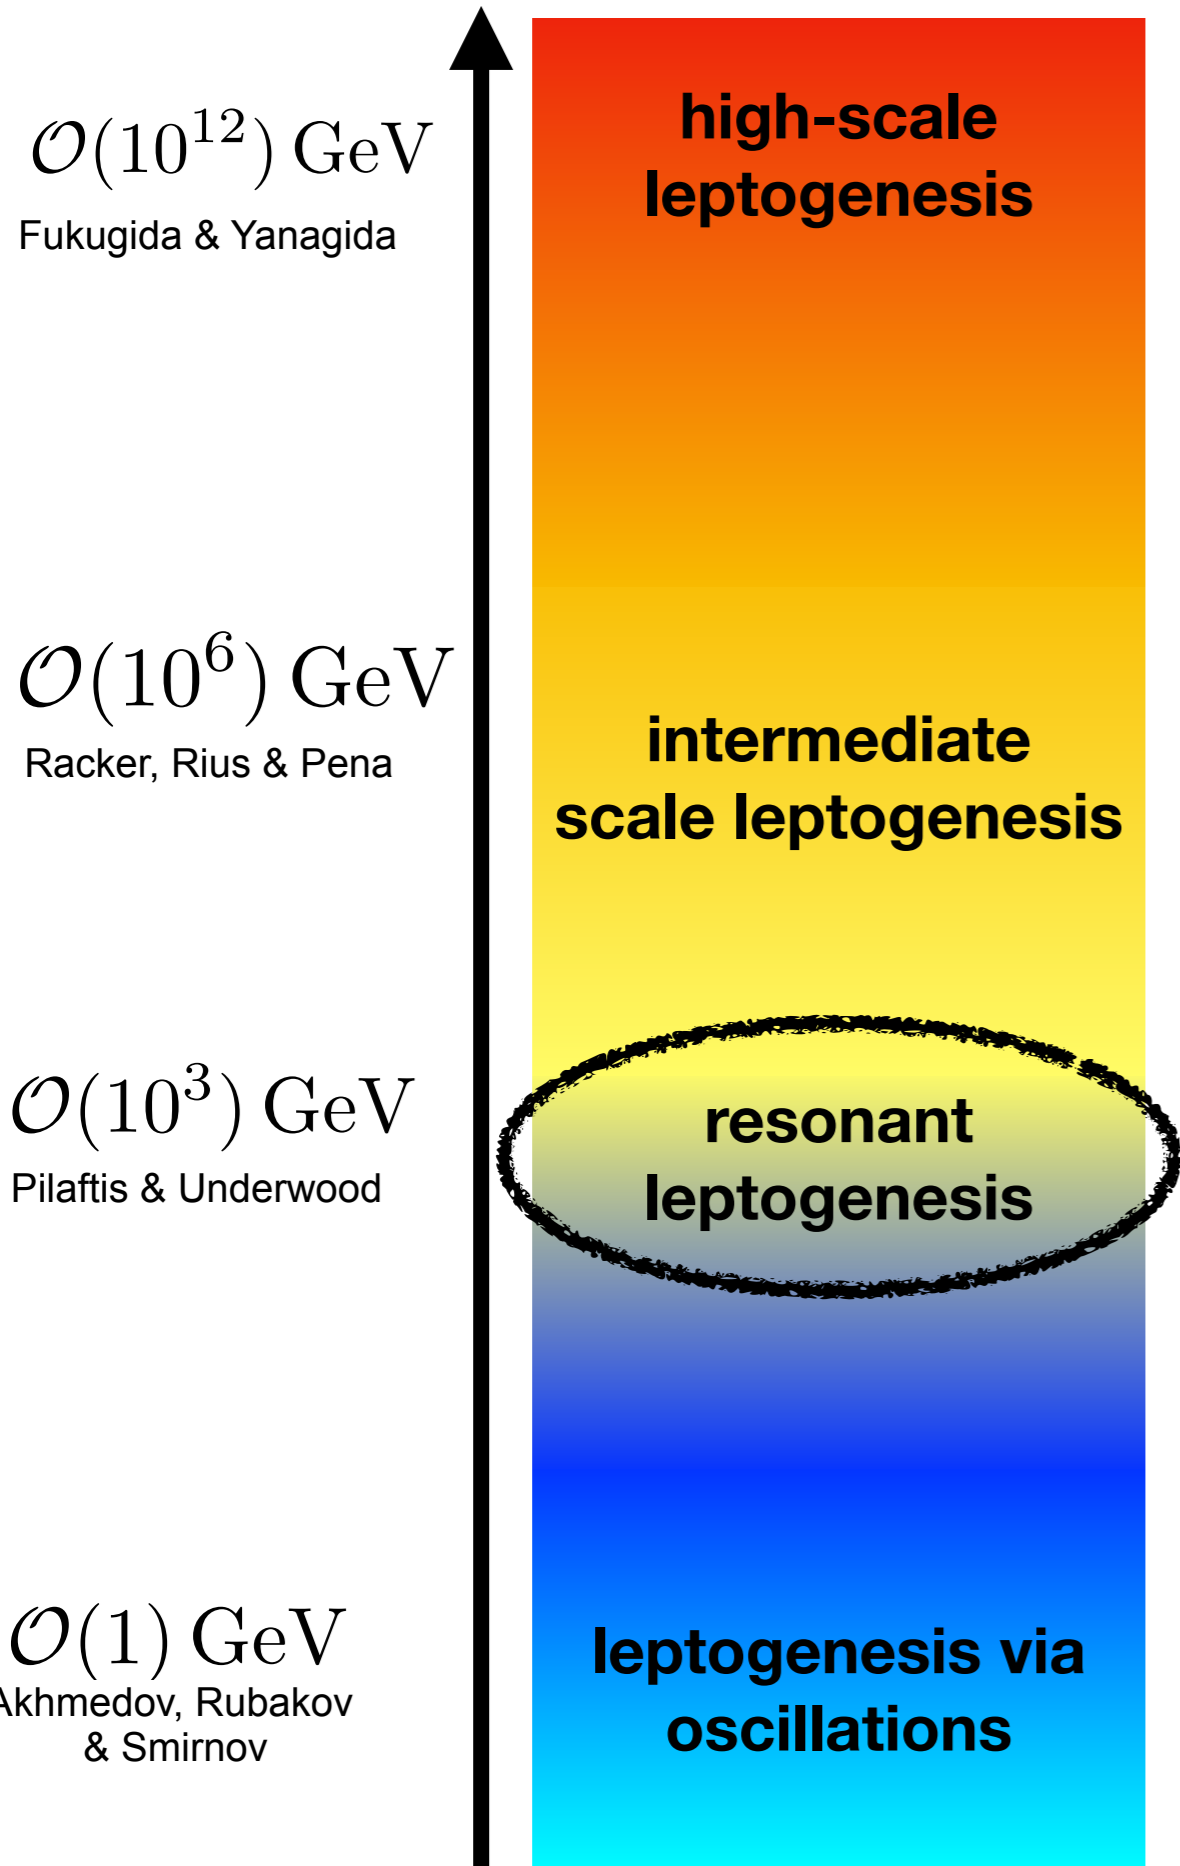 𝒪(10¹²) GeV
Fukugida & Yanagida
high-scale
leptogenesis
𝒪(10⁶) GeV
Racker, Rius & Pena
intermediate
scale leptogenesis
𝒪(10³) GeV
Pilaftis & Underwood
resonant
leptogenesis
𝒪(1) GeV
Akhmedov, Rubakov
& Smirnov
leptogenesis via
oscillations